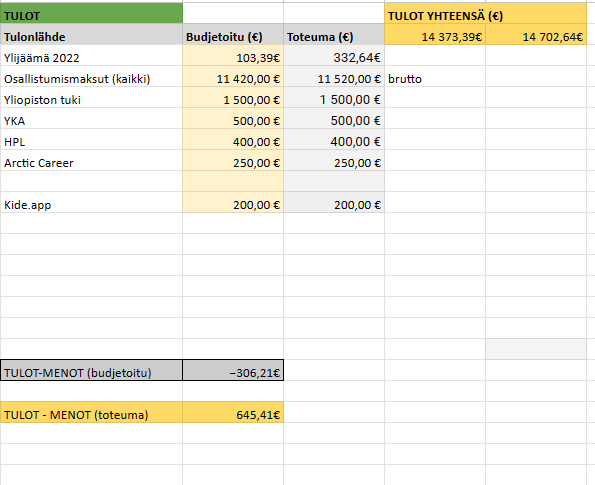 TULOT TULOT YHTEENSÄ (€)
Tulonlähde Budjetoitu (€) Toteuma (€) 14 373,39€ 14 702,64€
Ylijäämä 2022 103,39€ 332,64€
Osallistumismaksut (kaikki) 11 420,00 € 11 520,00 € brutto
Yliopiston tuki 1 500,00 € 1 500,00 €
YKA 500,00 € 500,00 €
HPL 400,00 € 400,00 €
Arctic Career 250,00 € 250,00 €
Kide.app 200,00 € 200,00 €
TULOT-MENOT (budjetoitu) −306,21€
TULOT - MENOT (toteuma) 645,41€